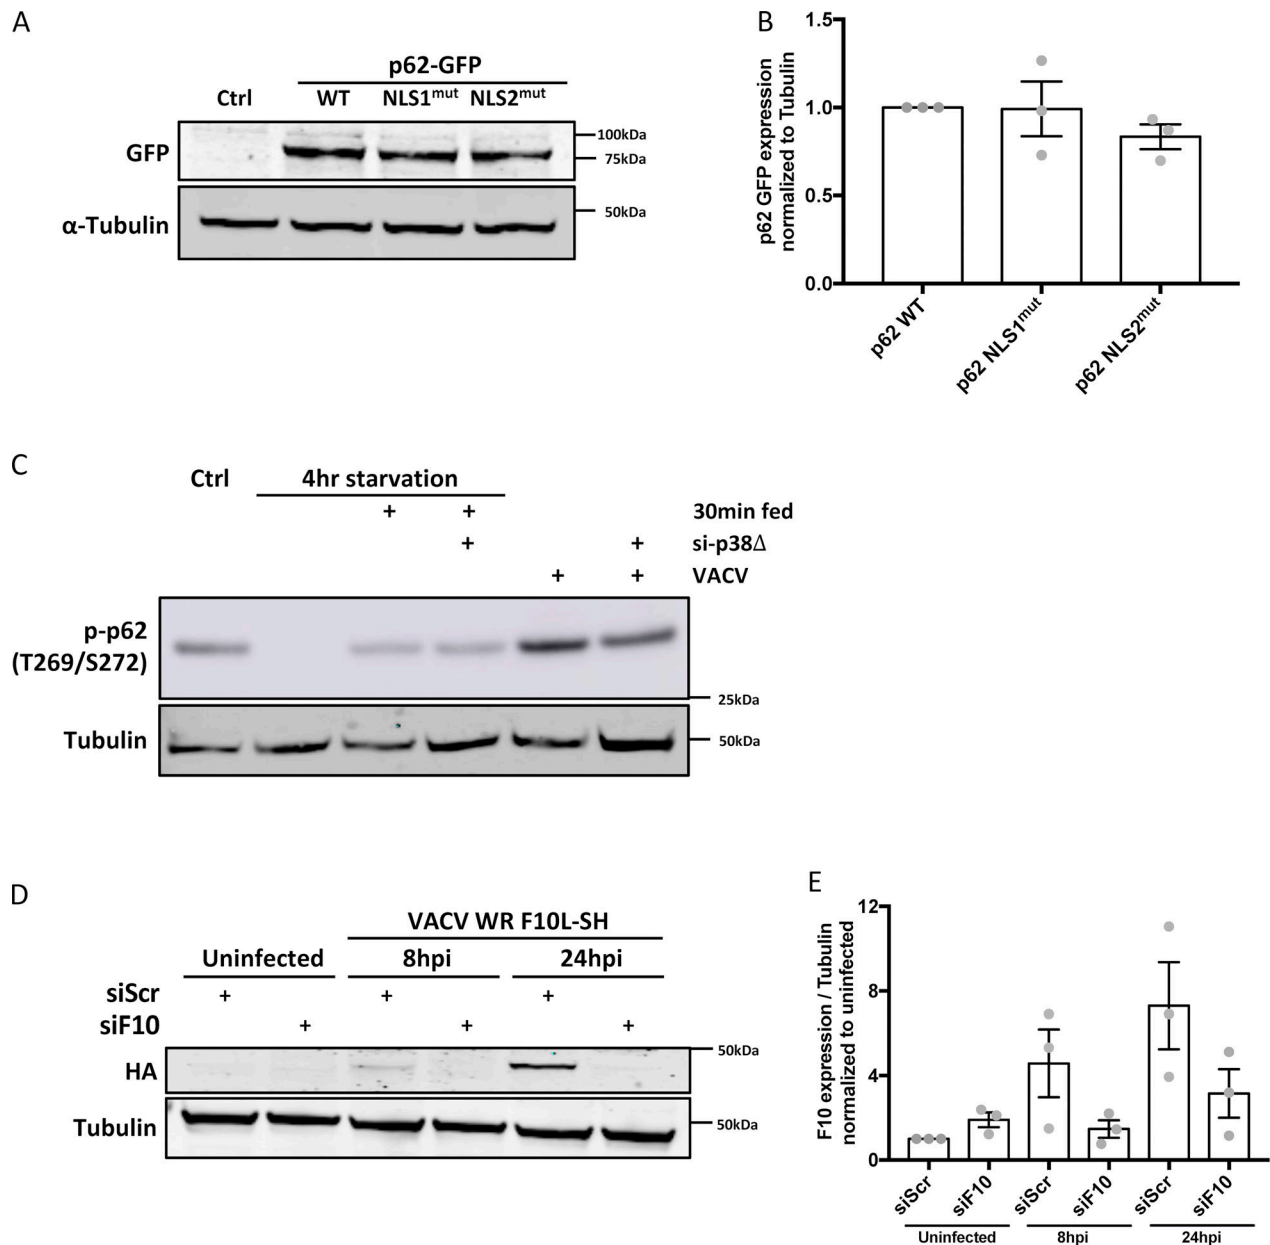 A
p62-GFP
Ctrl WT NLS1mut NLS2mut
GFP
100kDa
75kDa
α-Tubulin
50kDa
B
p62 GFP expression
normalized to Tubulin
1.5
1.0
0.5
0.0
p62 WT
p62 NLS1mut
p62 NLS2mut
C
Ctrl 4hr starvation
+ + 30min fed
+ + si-p38Δ
+ + VACV
p-p62
(T269/S272)
25kDa
Tubulin
50kDa
D
VACV WR F10L-SH
Uninfected 8hpi 24hpi
siScr + + +
siF10 + + +
HA
50kDa
Tubulin
50kDa
E
F10 expression / Tubulin
normalized to uninfected
12
8
4
0
siScr siF10 siScr siF10 siScr siF10
Uninfected 8hpi 24hpi